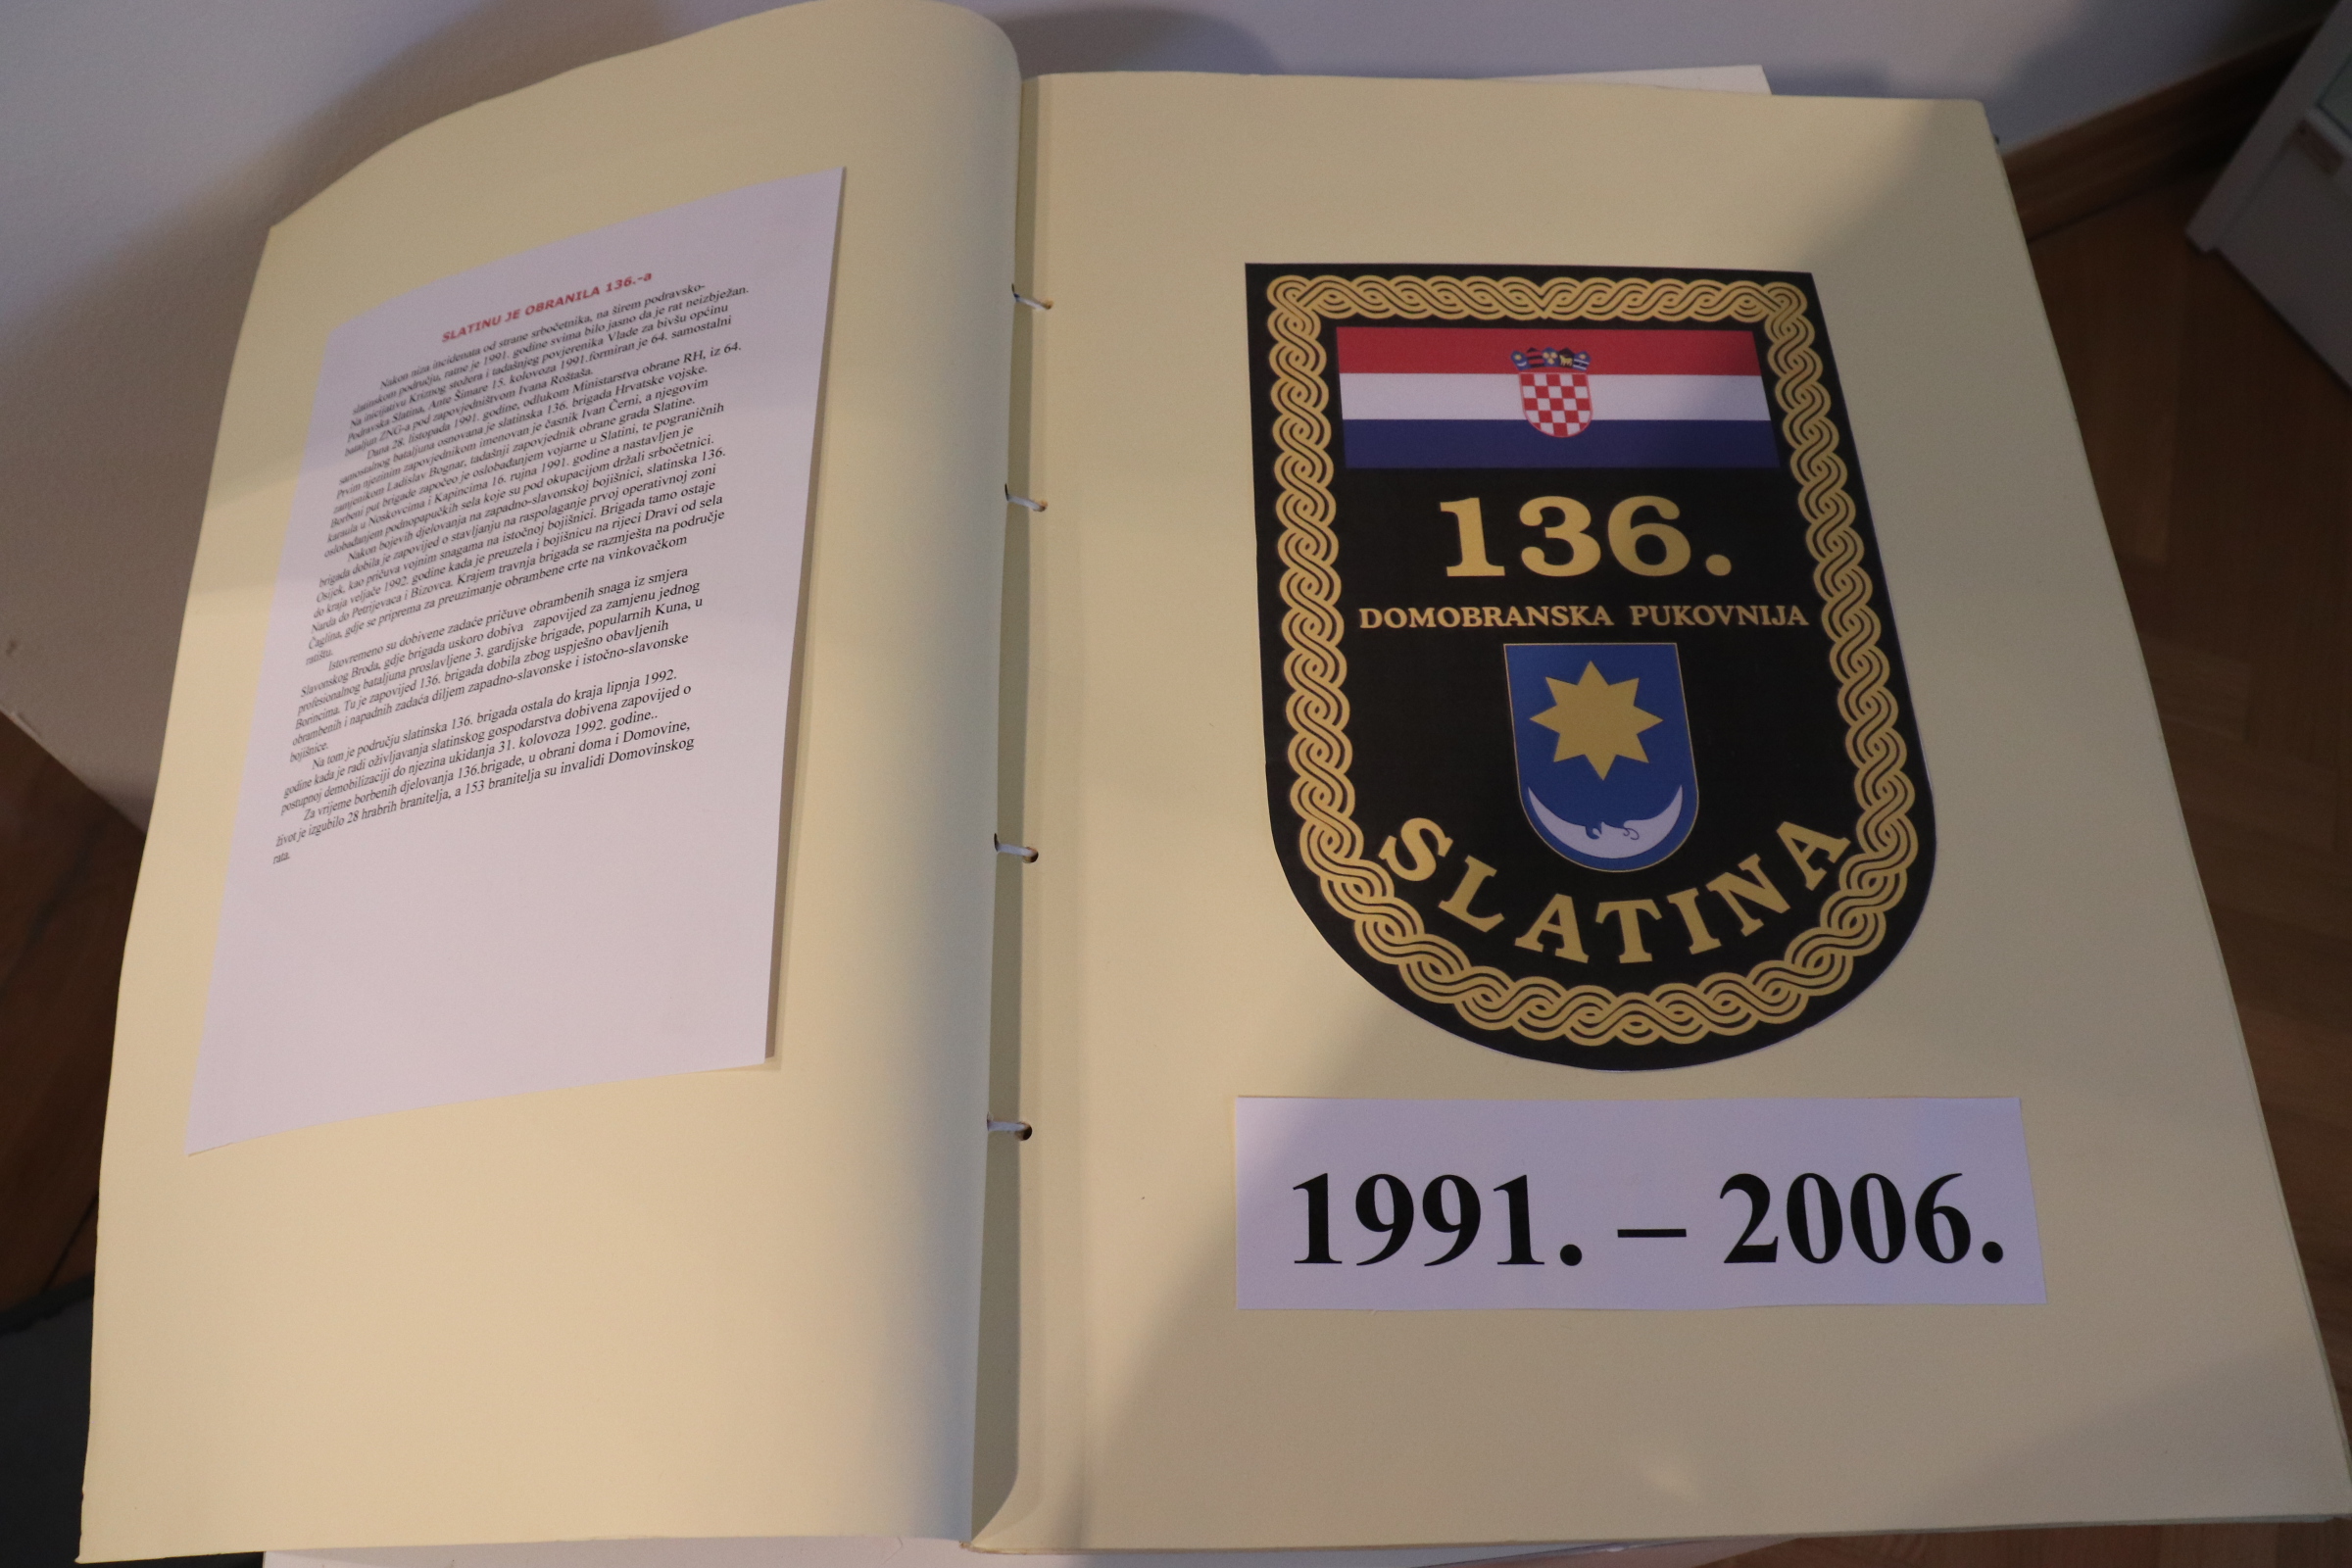 SLATINU JE OBRANILA 136.-a
Nakon niza incidenata od strane srbočetnika, na širem podravsko-
slatinskom području, rane je 1991. godine svima bilo jasno da je rat neizbježan.
Na inicijativu Kriznog stožera i tadašnjeg povjerenika Vlade za bivšu općinu
Podravska Slatina, Ante Šimare 15. kolovoza 1991.formiran je 64. samostalni
bataljun ZNG-a pod zapovjedništvom Ivana Roštaša.
Dana 28. listopada 1991. godine, odlukom Ministarstva obrane RH, iz 64.
samostalnog bataljuna osnovana je slatinska 136. brigada Hrvatske vojske.
Prvim njezinim zapovjednikom imenovan je časnik Ivan Černi, a njegovim
zamjenikom Ladislav Bognar, tadašnji zapovjednik obrane grada Slatine.
Borbeni put brigade započeo je oslobađanjem vojarne u Slatini, te pograničnih
karaula u Noskovcima i Kapincima 16. rujna 1991. godine a nastavljen je
oslobađanjem podnopapučkih sela koje su pod okupacijom držali srbočetnici.
Nakon bojevih djelovanja na zapadno-slavonskoj bojišnici, slatinska 136.
brigada dobila je zapovijed o stavljanju na raspolaganje prvoj operativnoj zoni
Osijek, kao pričuva vojnim snagama na istočnoj bojišnici. Brigada tamo ostaje
do kraja veljače 1992. godine kada je preuzela i bojišnicu na rijeci Dravi od sela
Narda do Petrijevaca i Bizovca. Krajem travnja brigada se razmješta na područje
Čaglina, gdje se priprema za preuzimanje obrambene crte na vinkovačkom
ratištu.
Istovremeno su dobivene zadaće pričuve obrambenih snaga iz smjera
Slavonskog Broda, gdje brigada uskoro dobiva zapovijed za zamjenu jednog
profesionalnog bataljuna proslavljene 3. gardijske brigade, popularnih Kuna, u
Borincima. Tu je zapovijed 136. brigada dobila zbog uspješno obavljenih
obrambenih i napadnih zadaća diljem zapadno-slavonske i istočno-slavonske
bojišnice.
Na tom je području slatinska 136. brigada ostala do kraja lipnja 1992.
godine kada je radi oživljavanja slatinskog gospodarstva dobivena zapovijed o
postupnoj demobilizaciji do njezina ukidanja 31. kolovoza 1992. godine..
Za vrijeme borbenih djelovanja 136.brigade, u obrani doma i Domovine,
život je izgubilo 28 hrabrih branitelja, a 153 branitelja su invalidi Domovinskog
rata.
136.
DOMOBRANSKA PUKOVNIJA
SLATINA
1991. – 2006.